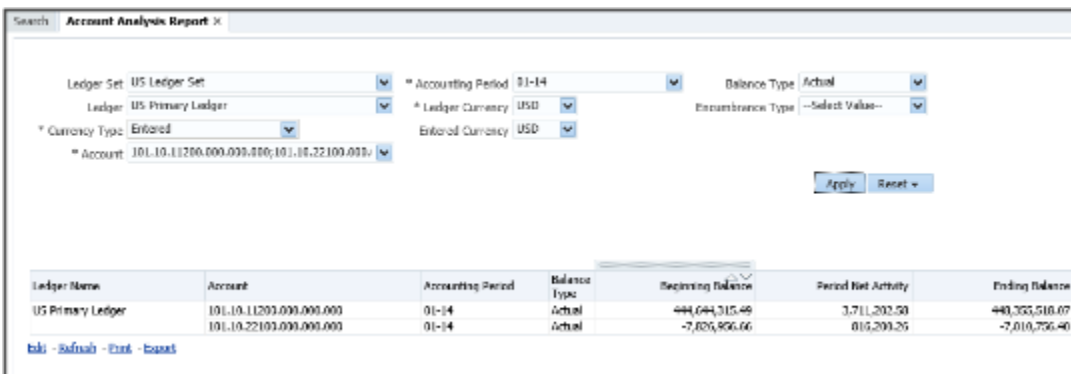 Search Account Analysis Report ×
Ledger Set US Ledger Set * Accounting Period 01-14 Balance Type Actual
Ledger US Primary Ledger * Ledger Currency USD Encumbrance Type --Select Value--
* Currency Type Entered Entered Currency USD
* Account 101.10.11200.000.000.000;101.10.22100.000.
Apply Reset
Ledger Name Account Accounting Period Balance Type Beginning Balance Period Net Activity Ending Balance
US Primary Ledger 101.10.11200.000.000.000 01-14 Actual 444,644,315.49 3,711,202.58 448,355,518.07
101.10.22100.000.000.000 01-14 Actual -7,826,956.66 816,200.26 -7,010,756.40
Edit - Refresh - Print - Export